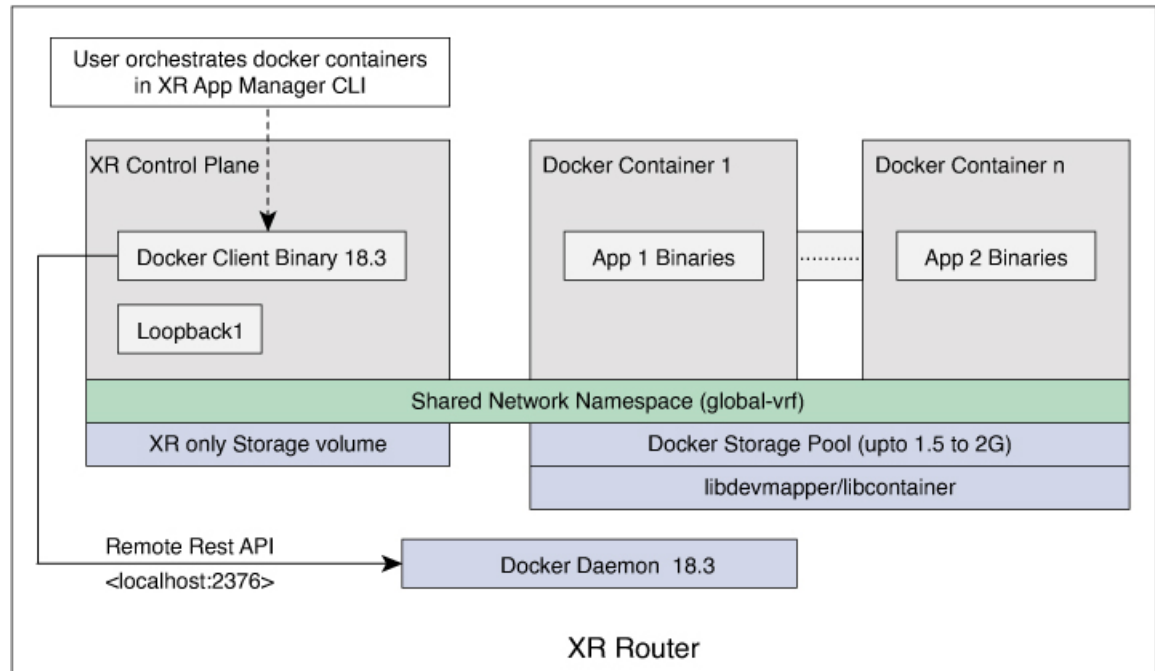 User orchestrates docker containers
in XR App Manager CLI
XR Control Plane
Docker Client Binary 18.3
Loopback1
Docker Container 1
App 1 Binaries
............
Docker Container n
App 2 Binaries
Shared Network Namespace (global-vrf)
XR only Storage volume
Docker Storage Pool (upto 1.5 to 2G)
libdevmapper/libcontainer
Remote Rest API
<localhost:2376>
Docker Daemon 18.3
XR Router